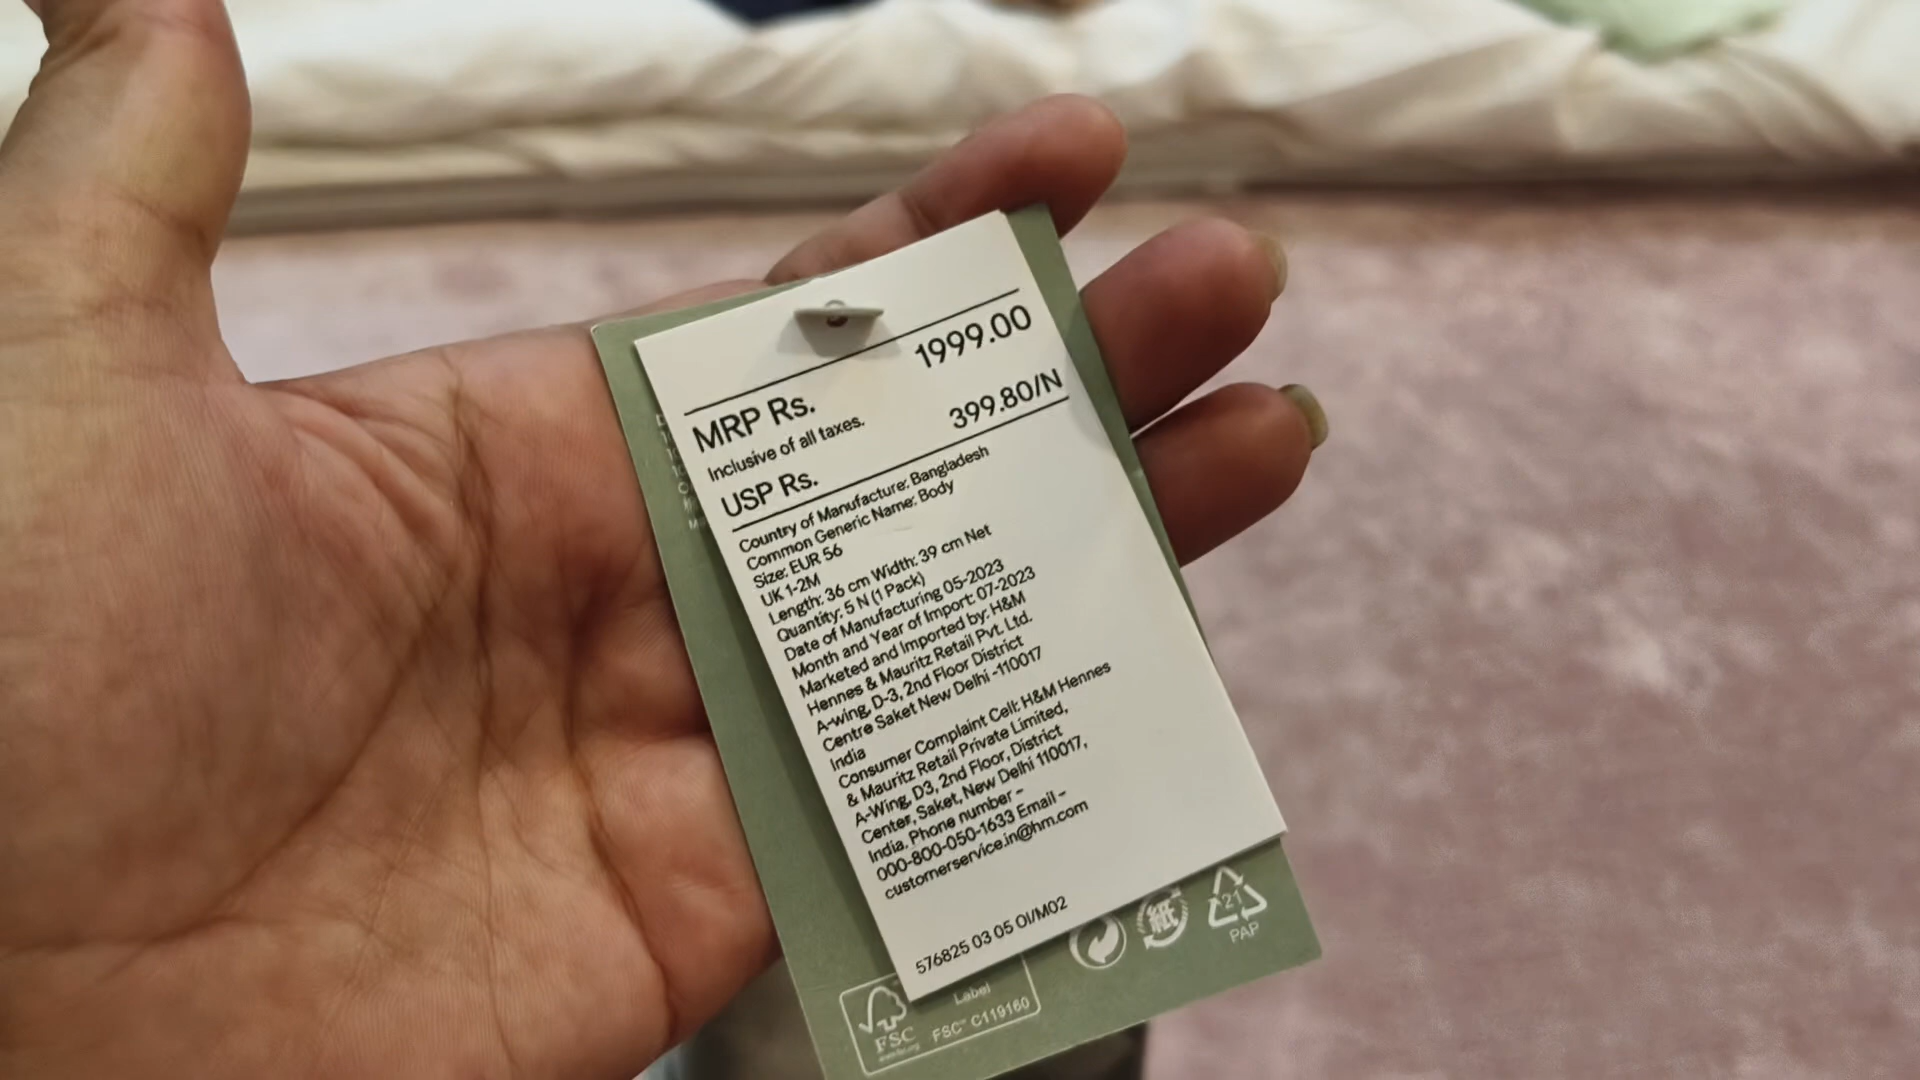 1999.00
MRP Rs.
Inclusive of all taxes.
399.80/N
USP Rs.
Country of Manufacture: Bangladesh
Common Generic Name: Body
Size: EUR 56
UK 1-2M
Length: 36 cm Width: 39 cm Net
Quantity: 5 N (1 Pack)
Date of Manufacturing 05-2023
Month and Year of Import: 07-2023
Marketed and Imported by: H&M
Hennes & Mauritz Retail Pvt. Ltd.
A-wing, D-3, 2nd Floor District
Centre Saket New Delhi -110017
India
Consumer Complaint Cell: H&M Hennes
& Mauritz Retail Private Limited,
A-Wing, D3, 2nd Floor, District
Center, Saket, New Delhi 110017,
India, Phone number -
000-800-050-1633 Email -
customerservice.in@hm.com
576825 03 05 OI/M02
紙
21
PAP
Label
FSC
FSC™ C119160